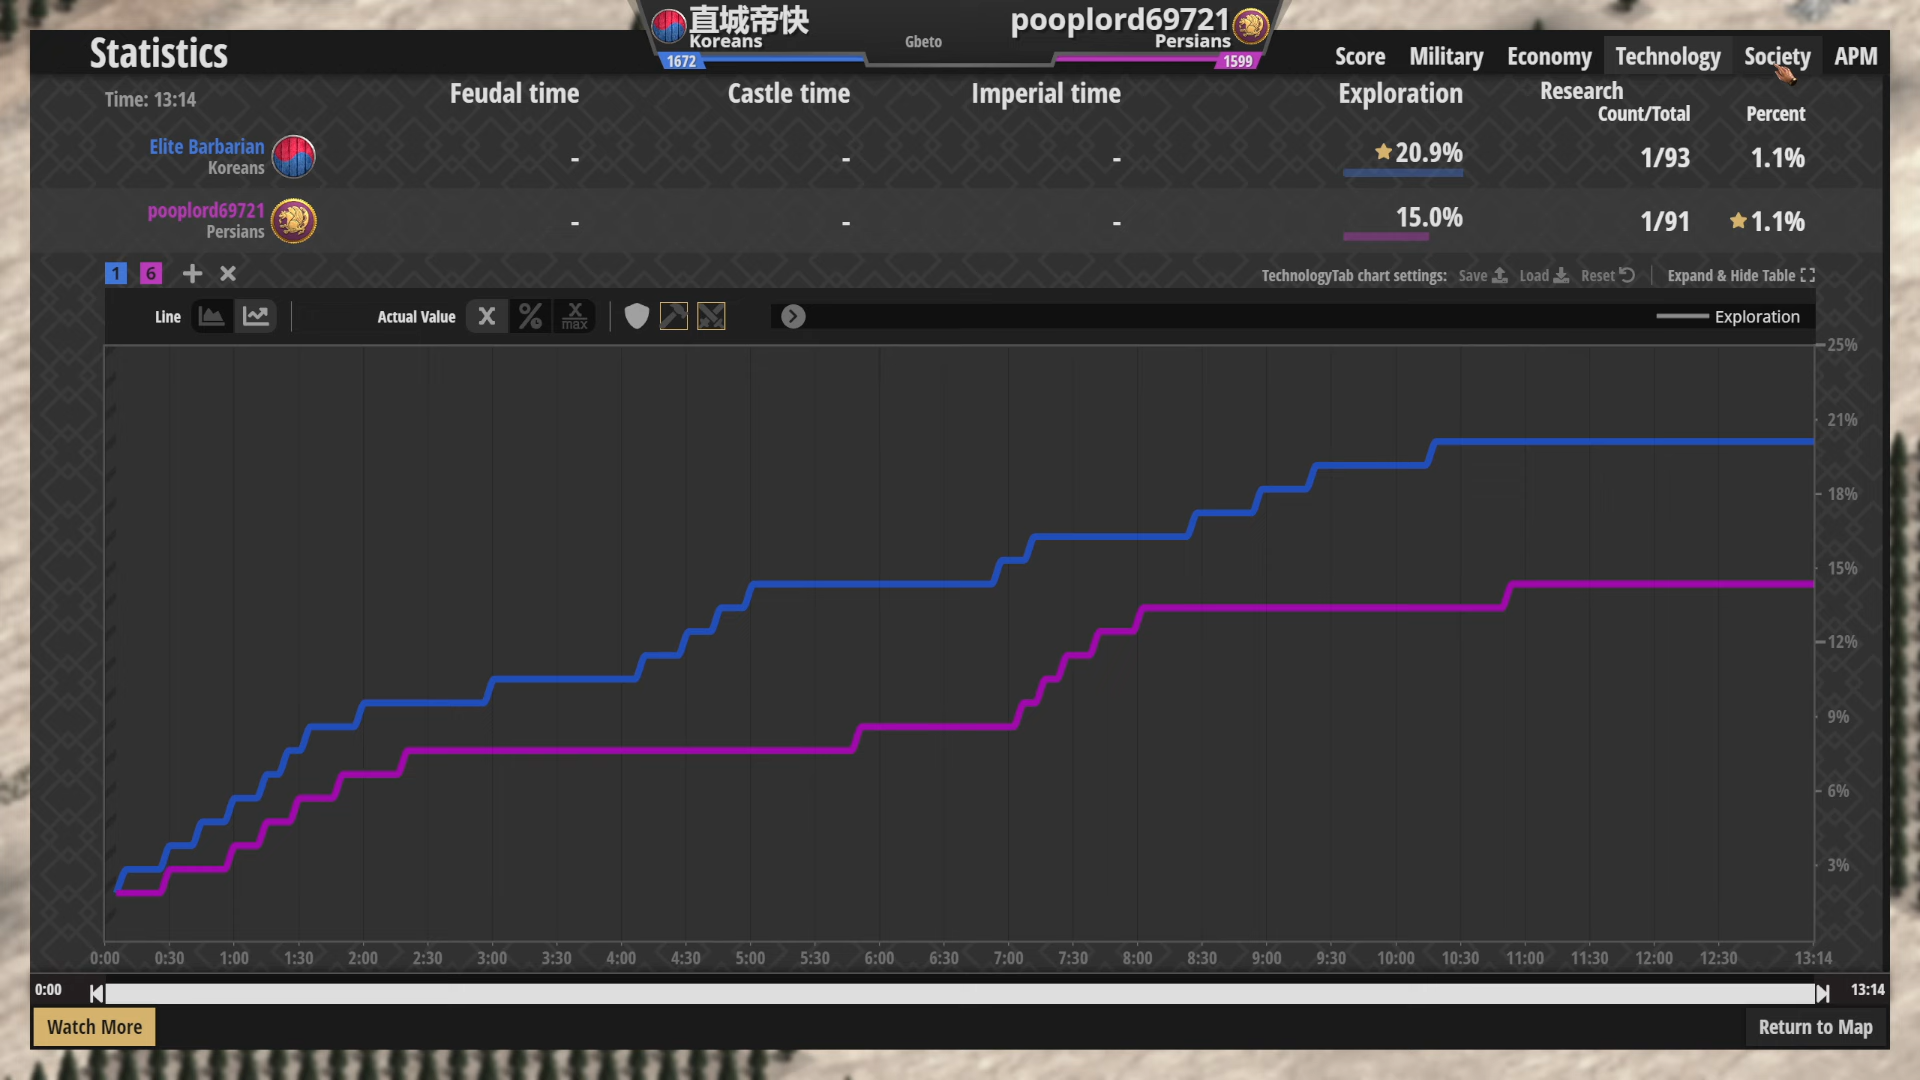 直城帝快
Koreans
1672
Gbeto
pooplord69721
Persians
1599
Statistics
Score Military Economy Technology Society APM
Time: 13:14
Feudal time Castle time Imperial time Exploration Research
Count/Total Percent
Elite Barbarian
Koreans
- - - 20.9% 1/93 1.1%
pooplord69721
Persians
- - - 15.0% 1/91 1.1%
1 6
TechnologyTab chart settings: Save Load Reset Expand & Hide Table
Line Actual Value X % X max
Exploration
25%
21%
18%
15%
12%
9%
6%
3%
0:00 0:30 1:00 1:30 2:00 2:30 3:00 3:30 4:00 4:30 5:00 5:30 6:00 6:30 7:00 7:30 8:00 8:30 9:00 9:30 10:00 10:30 11:00 11:30 12:00 12:30 13:14
0:00 13:14
Watch More Return to Map